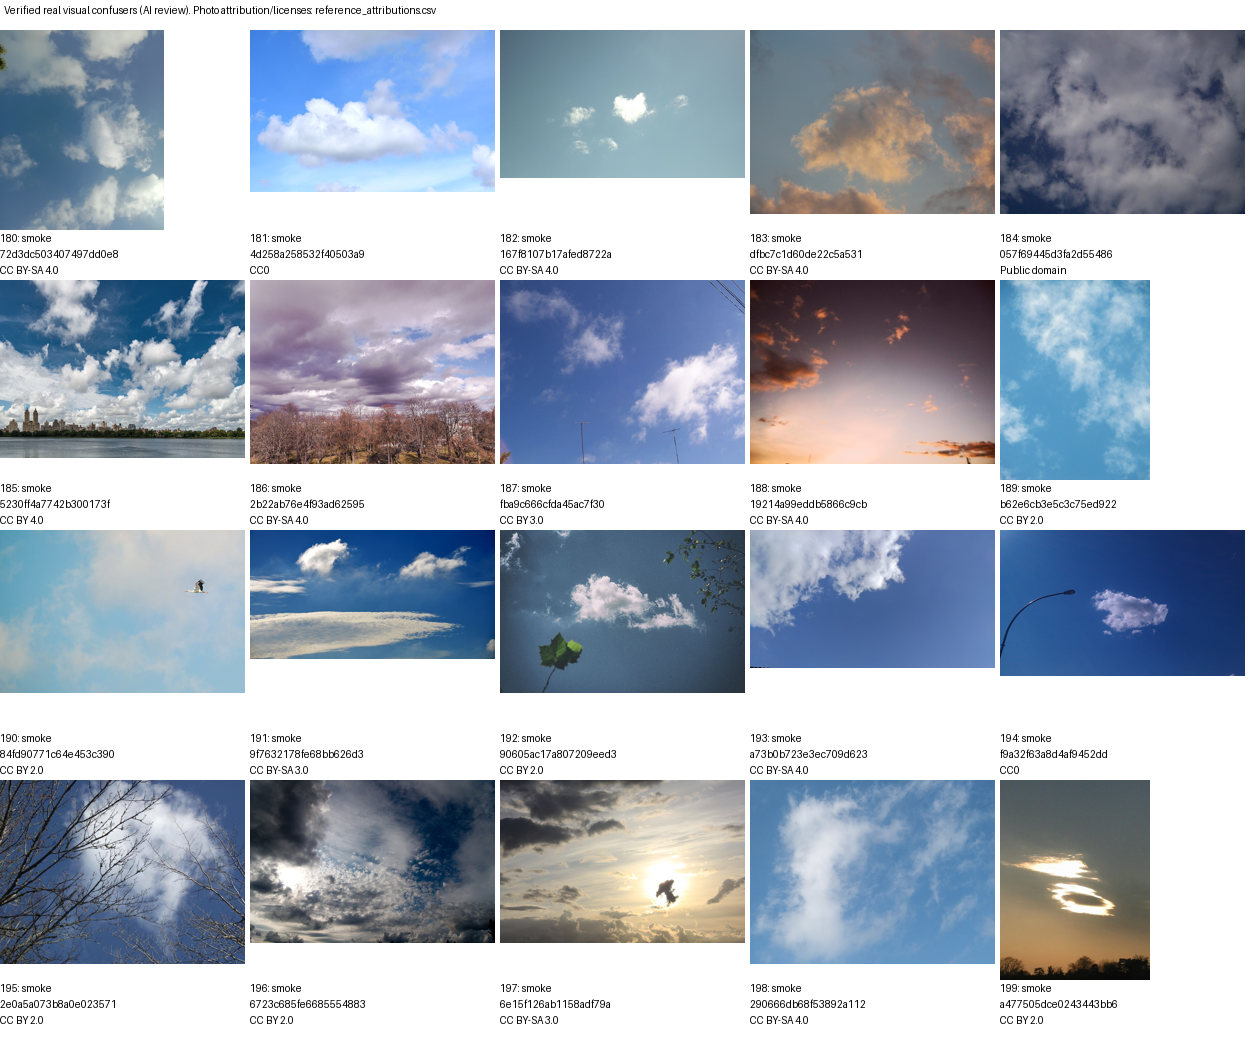 Verified real visual confusers (AI review). Photo attribution/licenses: reference_attributions.csv
180: smoke
72d3dc503407497dd0e8
CC BY-SA 4.0
181: smoke
4d258a258532f40503a9
CC0
182: smoke
167f8107b17afed8722a
CC BY-SA 4.0
183: smoke
dfbc7c1d60de22c5a531
CC BY-SA 4.0
184: smoke
057f69445d3fa2d55486
Public domain
185: smoke
5230ff4a7742b300173f
CC BY 4.0
186: smoke
2b22ab76e4f93ad62595
CC BY-SA 4.0
187: smoke
fba9c666cfda45ac7f30
CC BY 3.0
188: smoke
19214a99eddb5866c9cb
CC BY-SA 4.0
189: smoke
b62e6cb3e5c3c75ed922
CC BY 2.0
190: smoke
84fd90771c64e453c390
CC BY 2.0
191: smoke
9f7632178fe68bb626d3
CC BY-SA 3.0
192: smoke
90605ac17a807209eed3
CC BY 2.0
193: smoke
a73b0b723e3ec709d623
CC BY-SA 4.0
194: smoke
f9a32f63a8d4af9452dd
CC0
195: smoke
2e0a5a073b8a0e023571
CC BY 2.0
196: smoke
6723c685fe6685554883
CC BY 2.0
197: smoke
6e15f126ab1158adf79a
CC BY-SA 3.0
198: smoke
290666db68f53892a112
CC BY-SA 4.0
199: smoke
a477505dce0243443bb6
CC BY 2.0